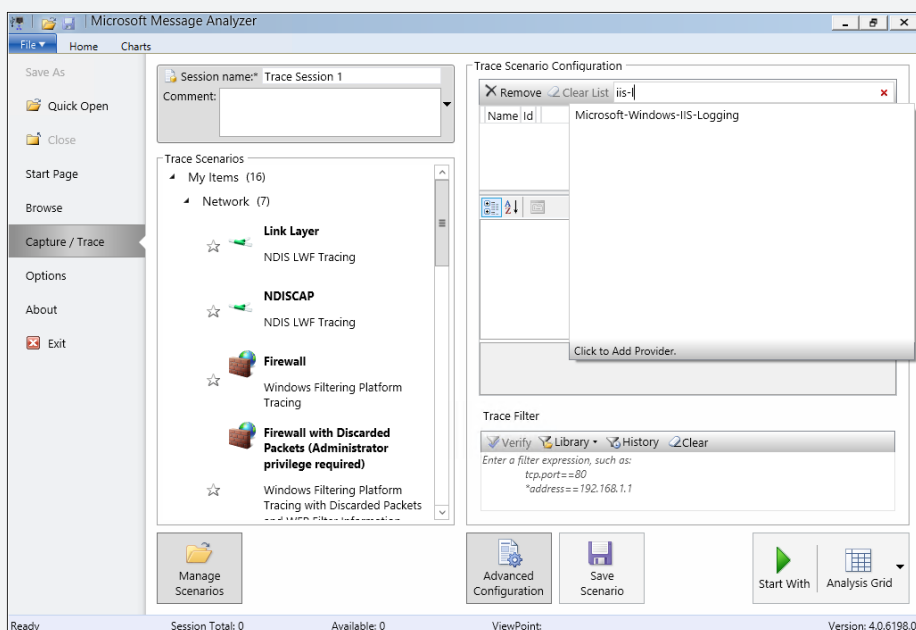 Microsoft Message Analyzer
File
Home
Charts
Save As
Quick Open
Close
Start Page
Browse
Capture / Trace
Options
About
Exit
Session name:* Trace Session 1
Comment:
Trace Scenarios
My Items (16)
Network (7)
Link Layer
NDIS LWF Tracing
NDISCAP
NDIS LWF Tracing
Firewall
Windows Filtering Platform
Tracing
Firewall with Discarded
Packets (Administrator
privilege required)
Windows Filtering Platform
Tracing with Discarded Packets
and WFP Filter Information
Manage
Scenarios
Trace Scenario Configuration
Remove Clear List iis-l
Name Id
Microsoft-Windows-IIS-Logging
Click to Add Provider.
Trace Filter
Verify Library History Clear
Enter a filter expression, such as:
tcp.port==80
*address==192.168.1.1
Advanced
Configuration
Save
Scenario
Start With
Analysis Grid
Ready Session Total: 0 Available: 0 ViewPoint: Version: 4.0.6198.0